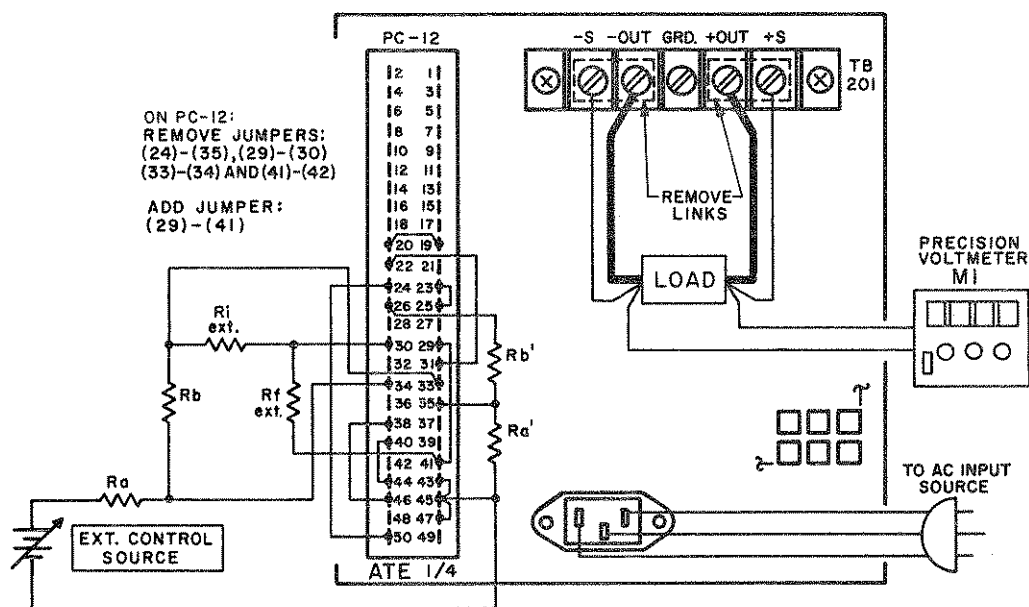 PC-12
-S -OUT GRD. +OUT +S
TB
201
2 1
4 3
6 5
8 7
10 9
12 11
14 13
16 15
18 17
20 19
22 21
24 23
26 25
28 27
30 29
32 31
34 33
36 35
38 37
40 39
42 41
44 43
46 45
48 47
50 49
ATE 1/4
ON PC-12:
REMOVE JUMPERS:
(24)-(35),(29)-(30)
(33)-(34) AND (41)-(42)
ADD JUMPER:
(29)-(41)
REMOVE
LINKS
LOAD
PRECISION
VOLTMETER
M1
Ri
ext.
Rb
Rf
ext.
Rb'
Ra'
Ra
EXT. CONTROL
SOURCE
TO AC INPUT
SOURCE